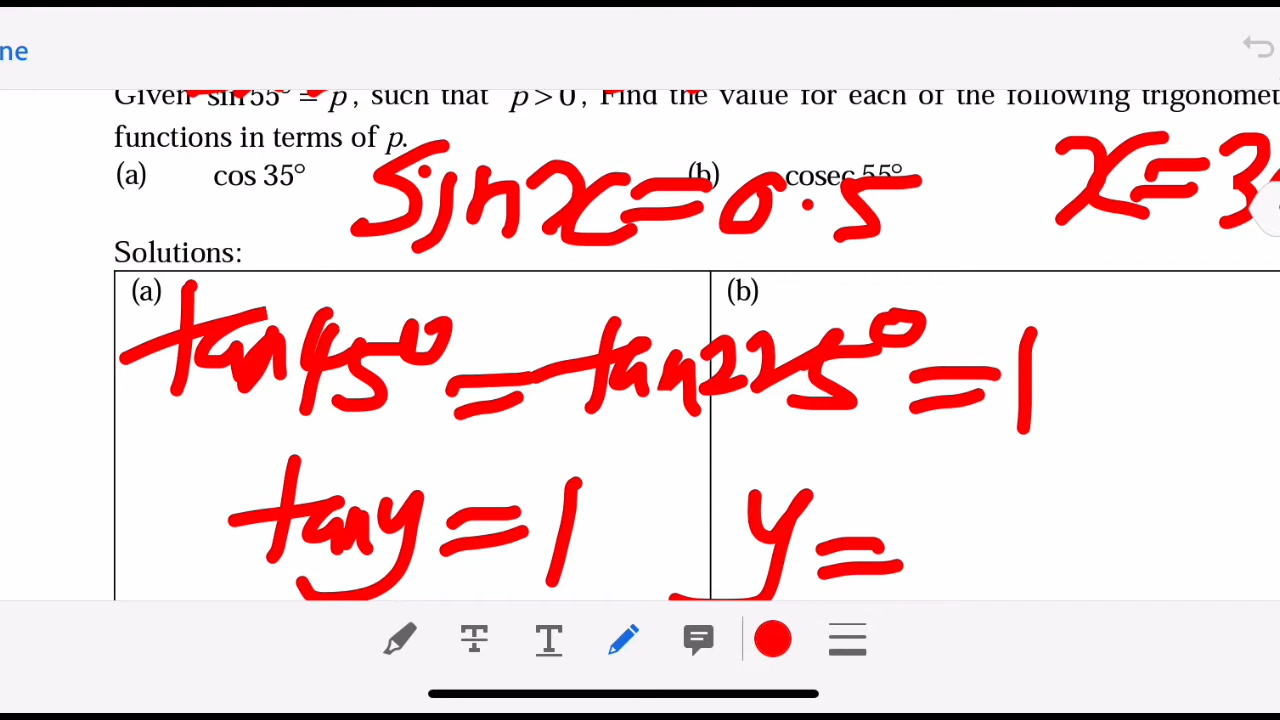 ne
Given sin 55° = p, such that p > 0, Find the value for each of the following trigonomet
functions in terms of p.
(a) cos 35° (b) cosec 55°
sin x = 0.5 x = 3
Solutions:
(a) (b)
tan 45° = tan 225° = 1
tan y = 1 y =
T T